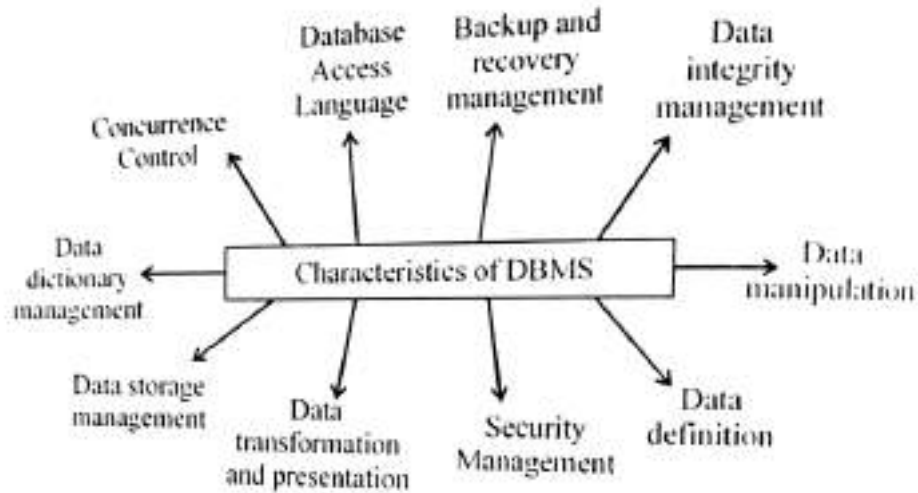 Database
Access
Language
Backup and
recovery
management
Data
integrity
management
Concurrence
Control
Characteristics of DBMS
Data
dictionary
management
Data
manipulation
Data storage
management
Data
transformation
and presentation
Security
Management
Data
definition